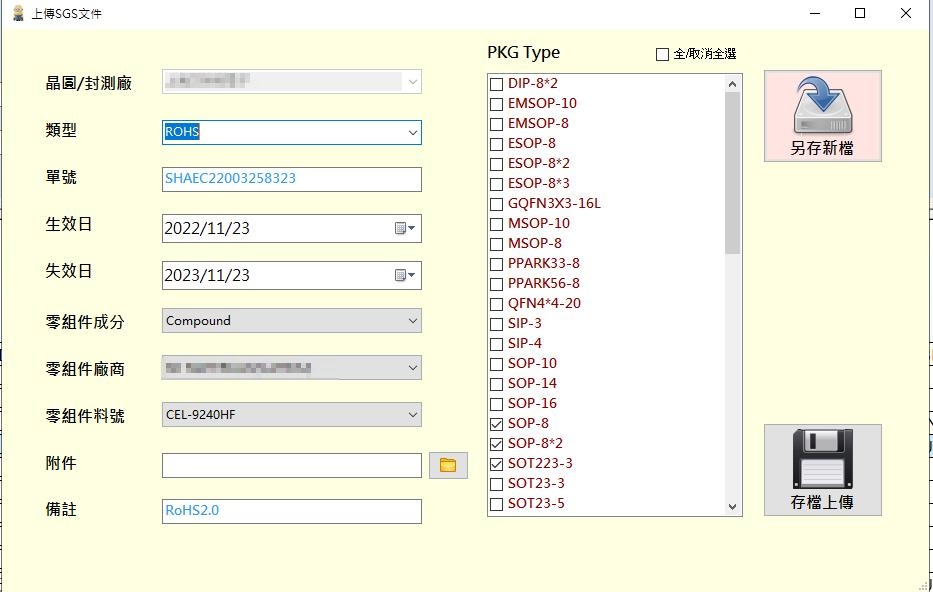 上傳SGS文件
晶圓/封測廠
類型
ROHS
單號
SHAEC22003258323
生效日
2022/11/23
失效日
2023/11/23
零組件成分
Compound
零組件廠商
零組件料號
CEL-9240HF
附件
備註
RoHS2.0
PKG Type
全/取消全選
DIP-8*2
EMSOP-10
EMSOP-8
ESOP-8
ESOP-8*2
ESOP-8*3
GQFN3X3-16L
MSOP-10
MSOP-8
PPARK33-8
PPARK56-8
QFN4*4-20
SIP-3
SIP-4
SOP-10
SOP-14
SOP-16
SOP-8
SOP-8*2
SOT223-3
SOT23-3
SOT23-5
另存新檔
存檔上傳